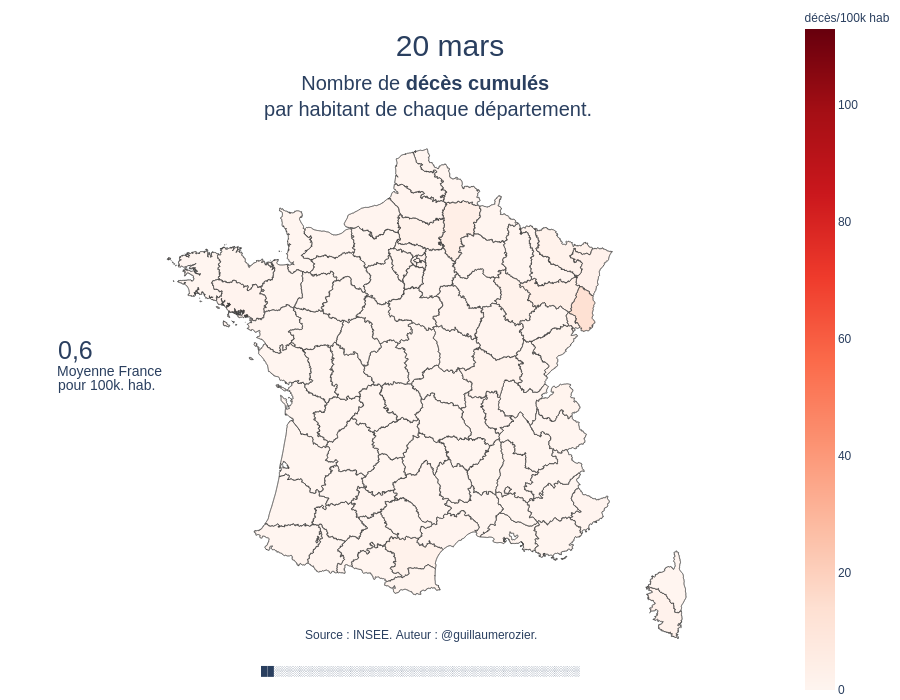 décès/100k hab
20 mars
Nombre de décès cumulés
par habitant de chaque département.
100
80
60
40
20
0
0,6
Moyenne France
pour 100k. hab.
Source : INSEE. Auteur : @guillaumerozier.